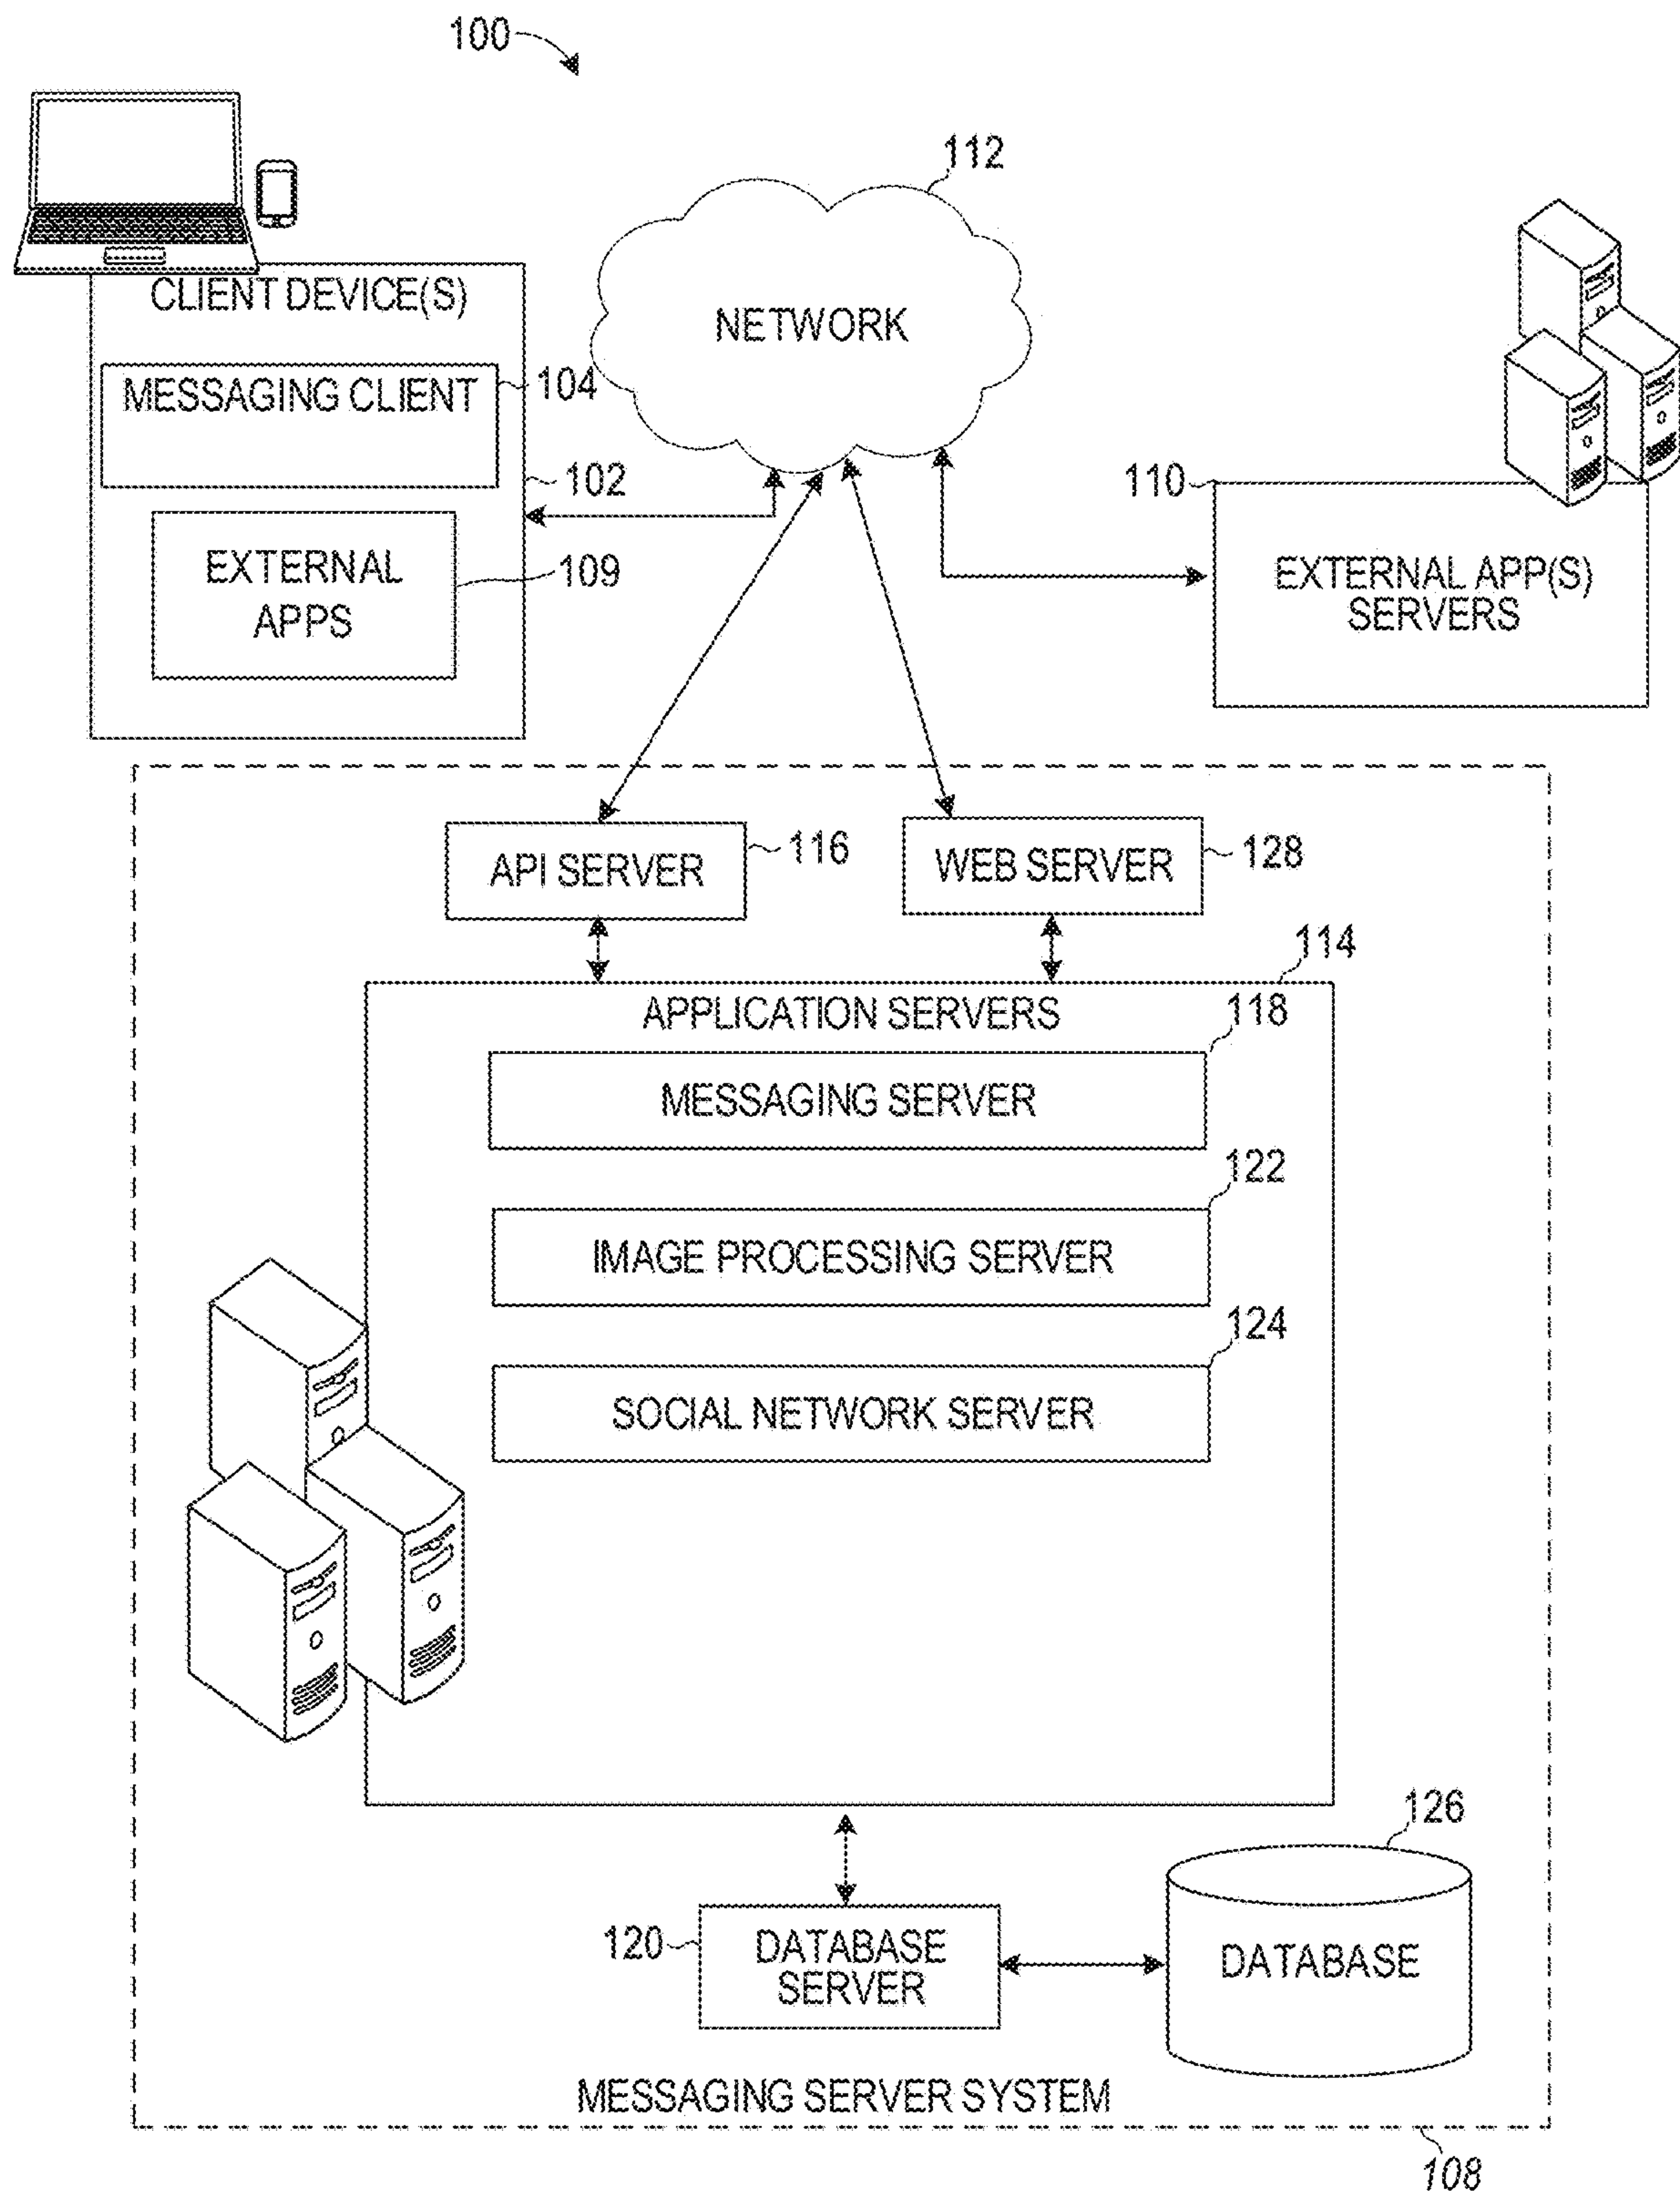 100
112
CLIENT DEVICE(S)
NETWORK
MESSAGING CLIENT
104
102
110
EXTERNAL
APPS
109
EXTERNAL APP(S)
SERVERS
API SERVER
116
WEB SERVER
128
114
APPLICATION SERVERS
118
MESSAGING SERVER
122
IMAGE PROCESSING SERVER
124
SOCIAL NETWORK SERVER
126
120
DATABASE
SERVER
DATABASE
MESSAGING SERVER SYSTEM
108